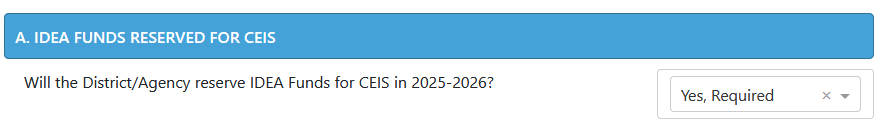 A. IDEA FUNDS RESERVED FOR CEIS
Will the District/Agency reserve IDEA Funds for CEIS in 2025-2026?
Yes, Required ×